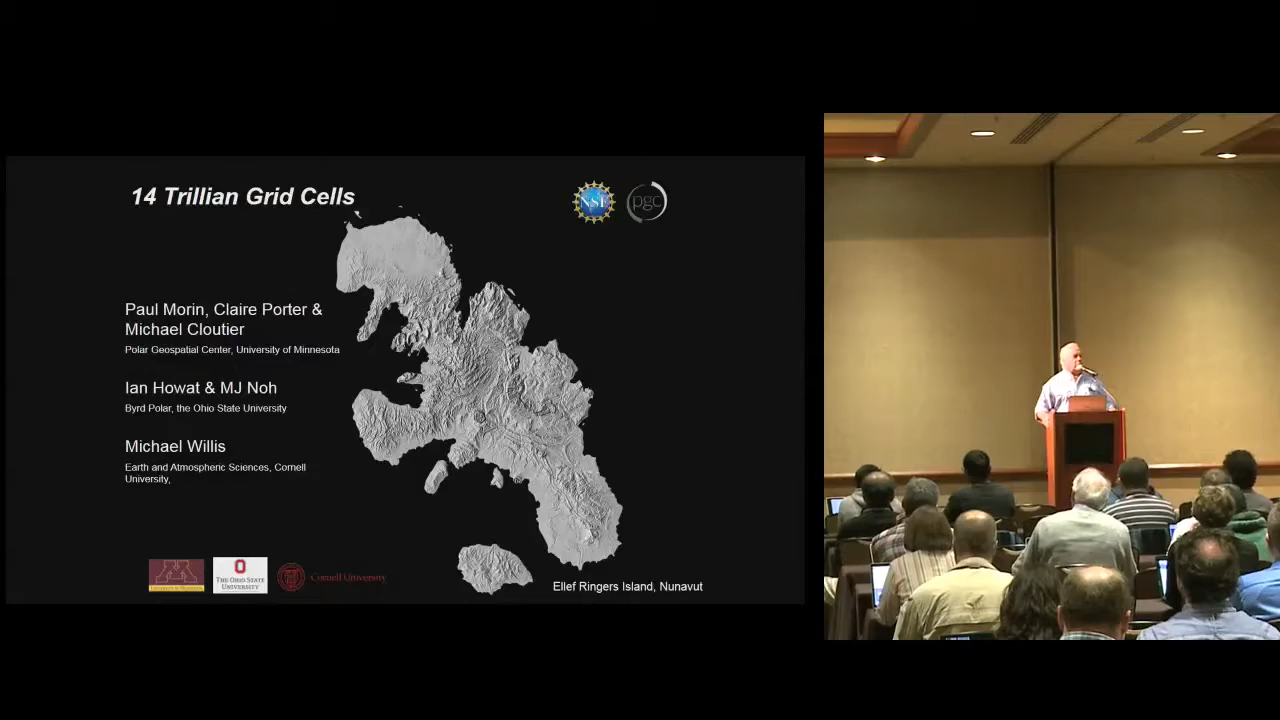 14 Trillian Grid Cells
NSF
pgc
Paul Morin, Claire Porter &
Michael Cloutier
Polar Geospatial Center, University of Minnesota
Ian Howat & MJ Noh
Byrd Polar, the Ohio State University
Michael Willis
Earth and Atmospheric Sciences, Cornell
University,
THE OHIO STATE
UNIVERSITY
Cornell University
Ellef Ringers Island, Nunavut